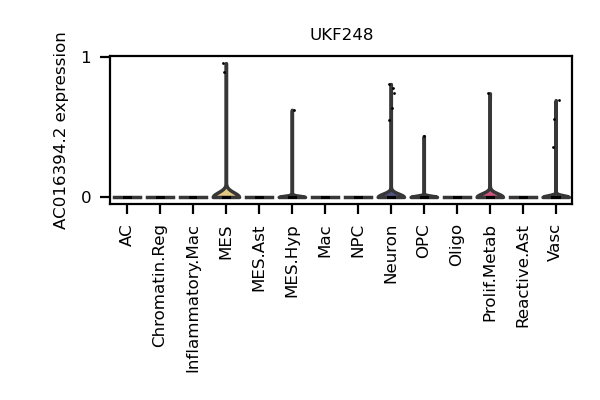 UKF248
AC016394.2 expression
1
0
AC
Chromatin.Reg
Inflammatory.Mac
MES
MES.Ast
MES.Hyp
Mac
NPC
Neuron
OPC
Oligo
Prolif.Metab
Reactive.Ast
Vasc